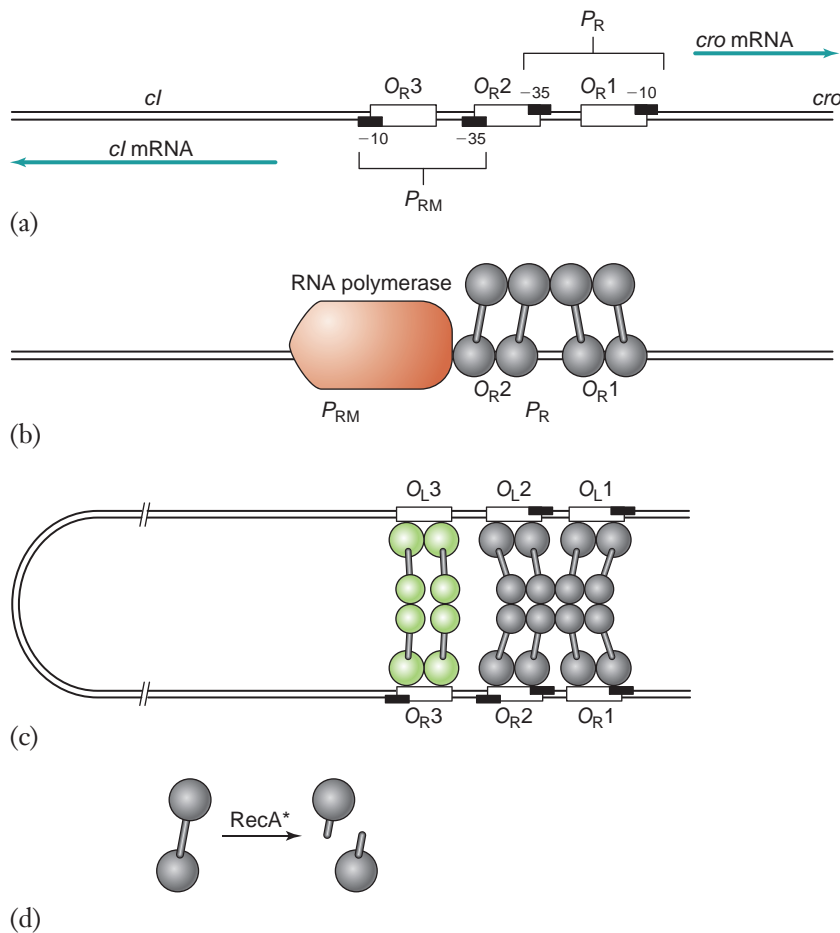 P_R
cro mRNA
cI O_R3 O_R2 −35 O_R1 −10 cro
−10 −35
cI mRNA
P_RM
(a)
RNA polymerase
O_R2 O_R1
P_RM P_R
(b)
O_L3 O_L2 O_L1
O_R3 O_R2 O_R1
(c)
RecA*
(d)